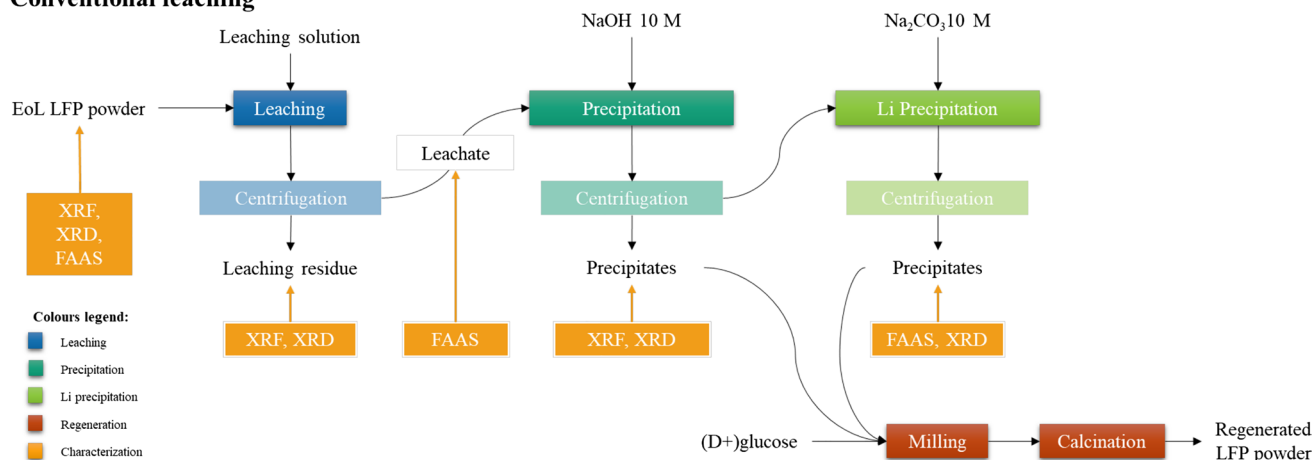 Conventional leaching
Leaching solution
NaOH 10 M
Na₂CO₃10 M
EoL LFP powder
Leaching
Precipitation
Li Precipitation
Leachate
Centrifugation
Centrifugation
Centrifugation
XRF,
XRD,
FAAS
Leaching residue
Precipitates
Precipitates
XRF, XRD
FAAS
XRF, XRD
FAAS, XRD
Colours legend:
Leaching
Precipitation
Li precipitation
Regeneration
Characterization
(D+)glucose
Milling
Calcination
Regenerated
LFP powder